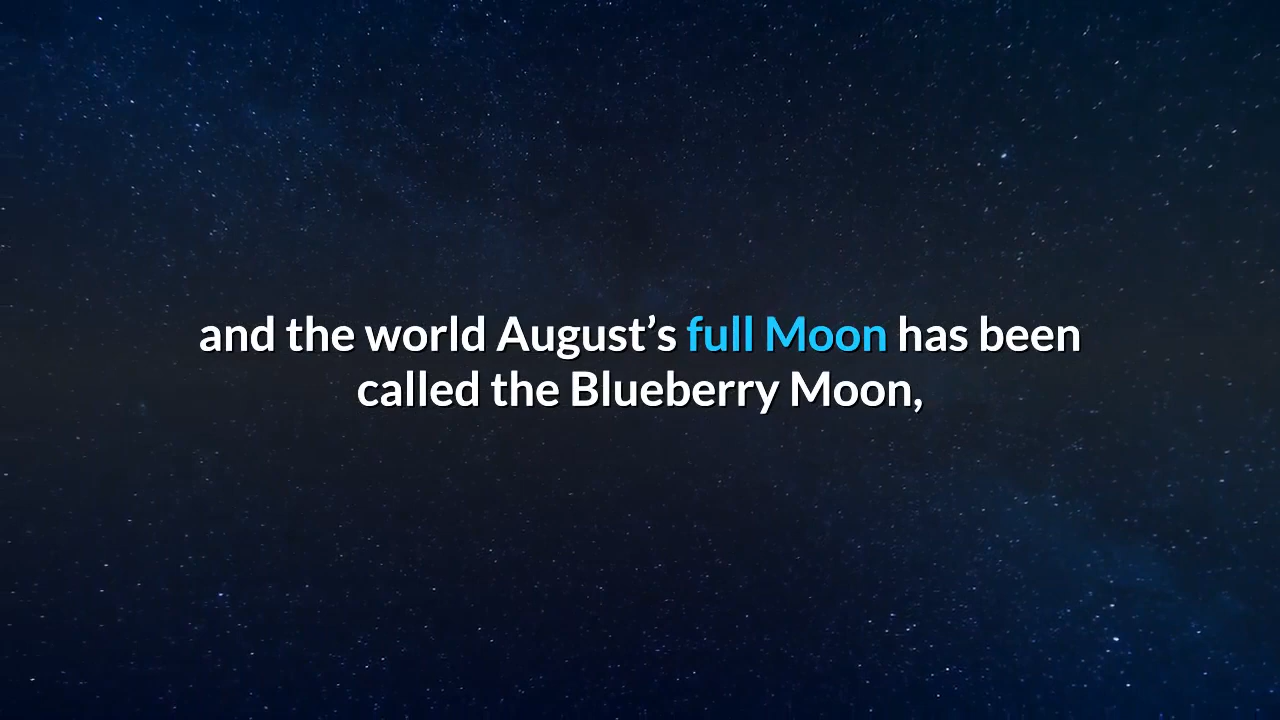 and the world August’s full Moon has been
called the Blueberry Moon,